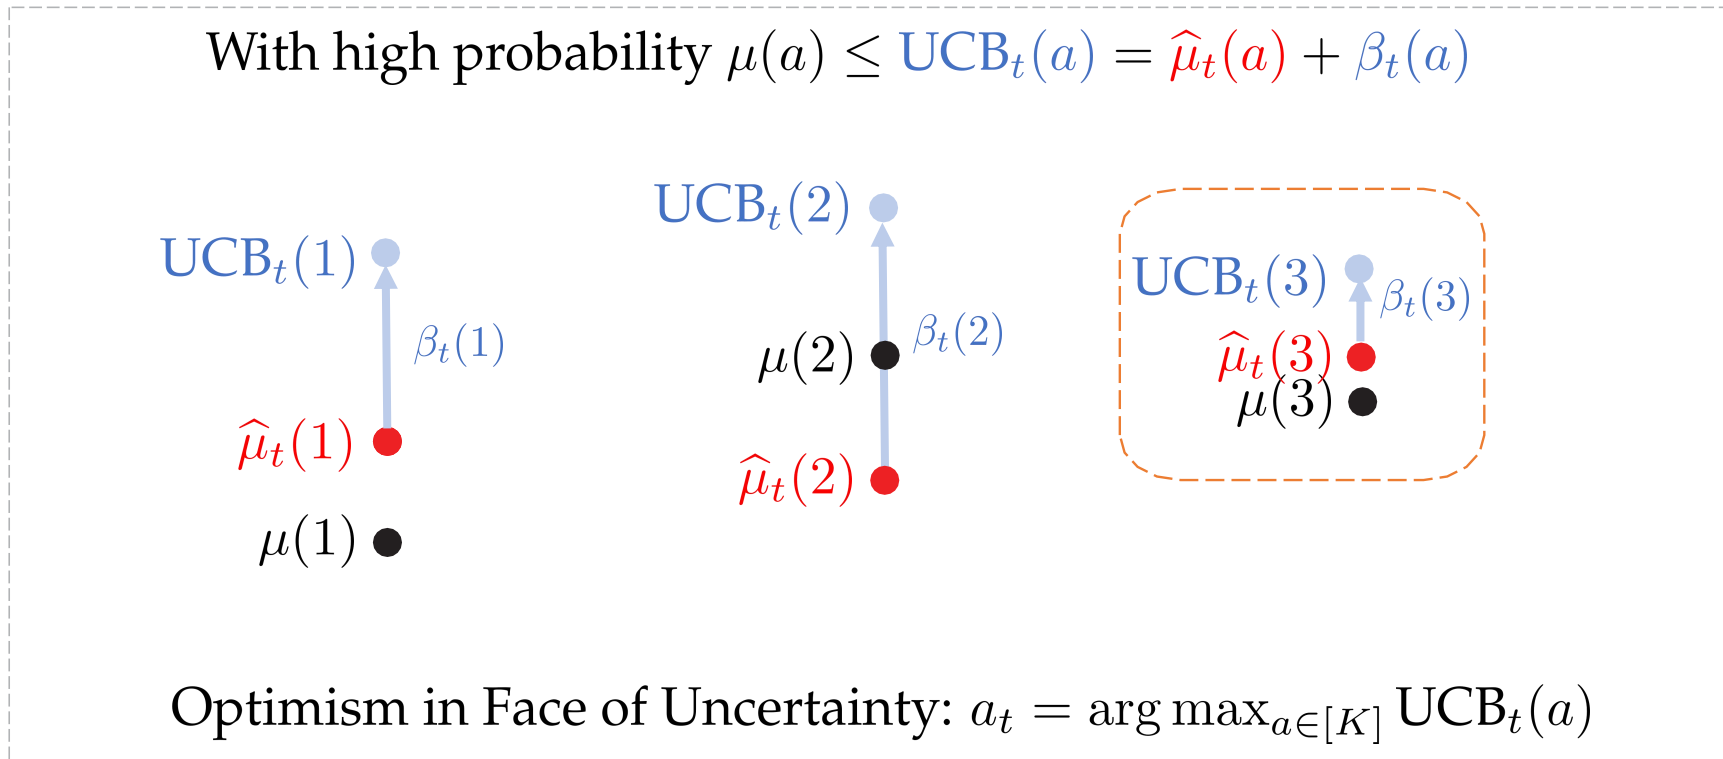 With high probability μ(a) ≤ UCB_t(a) = μ̂_t(a) + β_t(a)
UCB_t(1)
β_t(1)
μ̂_t(1)
μ(1)
UCB_t(2)
μ(2)
β_t(2)
μ̂_t(2)
UCB_t(3)
β_t(3)
μ̂_t(3)
μ(3)
Optimism in Face of Uncertainty: a_t = arg max_{a∈[K]} UCB_t(a)